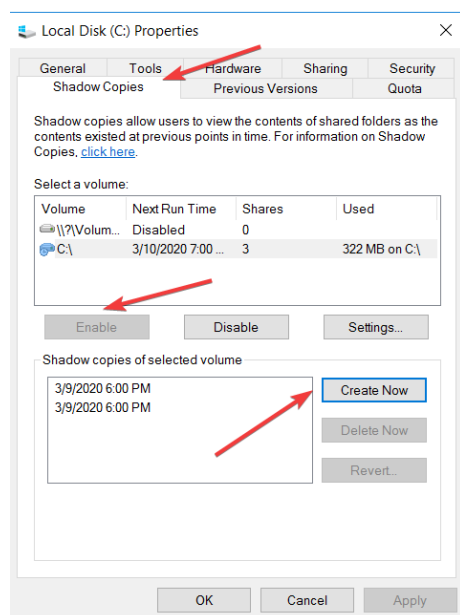 Local Disk (C:) Properties
General Tools Hardware Sharing Security
Shadow Copies Previous Versions Quota
Shadow copies allow users to view the contents of shared folders as the
contents existed at previous points in time. For information on Shadow
Copies, click here.
Select a volume:
Volume Next Run Time Shares Used
\\?\Volum... Disabled 0
C:\ 3/10/2020 7:00 ... 3 322 MB on C:\
Enable Disable Settings...
Shadow copies of selected volume
3/9/2020 6:00 PM
3/9/2020 6:00 PM
Create Now
Delete Now
Revert...
OK Cancel Apply